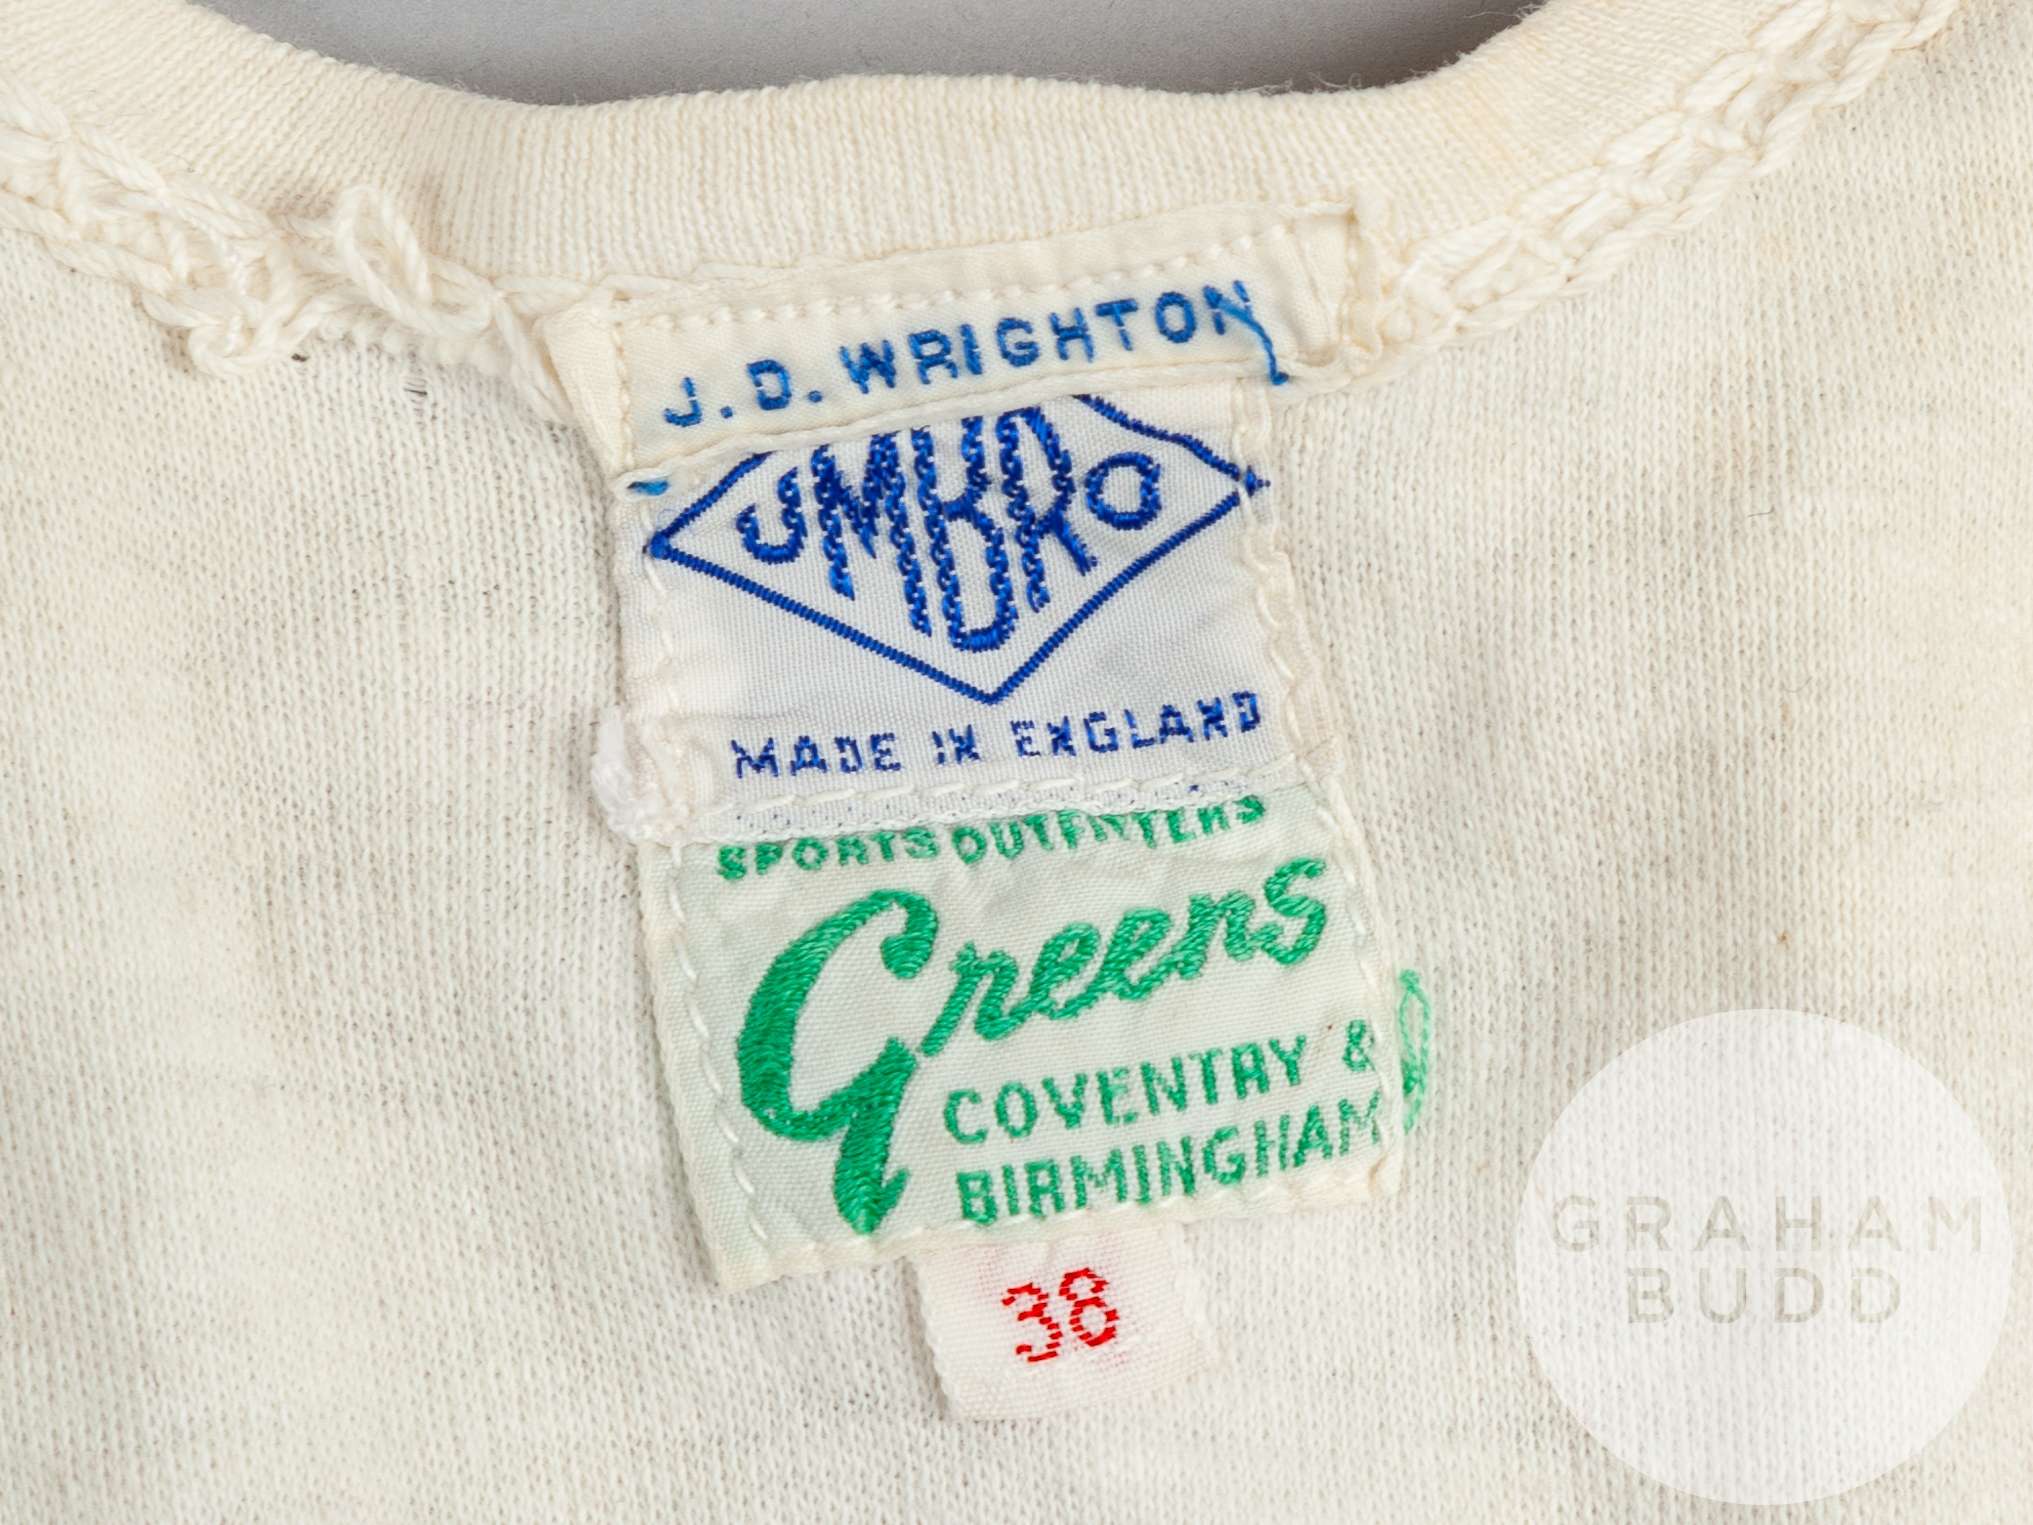 J. D. WRIGHTON
UMBRO
MADE IN ENGLAND
SPORTS OUTFITTERS
Greens
COVENTRY &
BIRMINGHAM
38
GRAHAM
BUDD